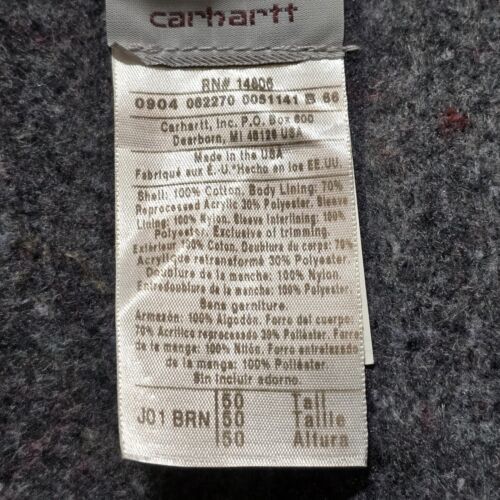 carhartt
RN# 14806
0904 082270 0051141 B 66
Carhartt, Inc. P.O. Box 600
Dearborn, MI 48126 USA
Made in the USA
Fabriqué aux É.-U.*Hecho en los EE.UU.
Shell: 100% Cotton. Body Lining: 70%
Reprocessed Acrylic 30% Polyester. Sleeve
Lining: 100% Nylon. Sleeve Interlining: 100%
Polyester. Exclusive of trimming
Extérieur 100% Coton. Doublure du corps: 70%
Acrylique retransformé 30% Polyester.
Doublure de la manche: 100% Nylon.
Entredoublure de la manche: 100% Polyester.
Sans garniture.
Armazón: 100% Algodón. Forro del cuerpo:
70% Acrílico reprocesado 30% Poliéster. Forro
de la manga: 100% Nilón. Forro entrelazado
de la manga: 100% Poliéster
Sin incluir adorno.
J01 BRN
50 Tall
50 Taille
50 Altura